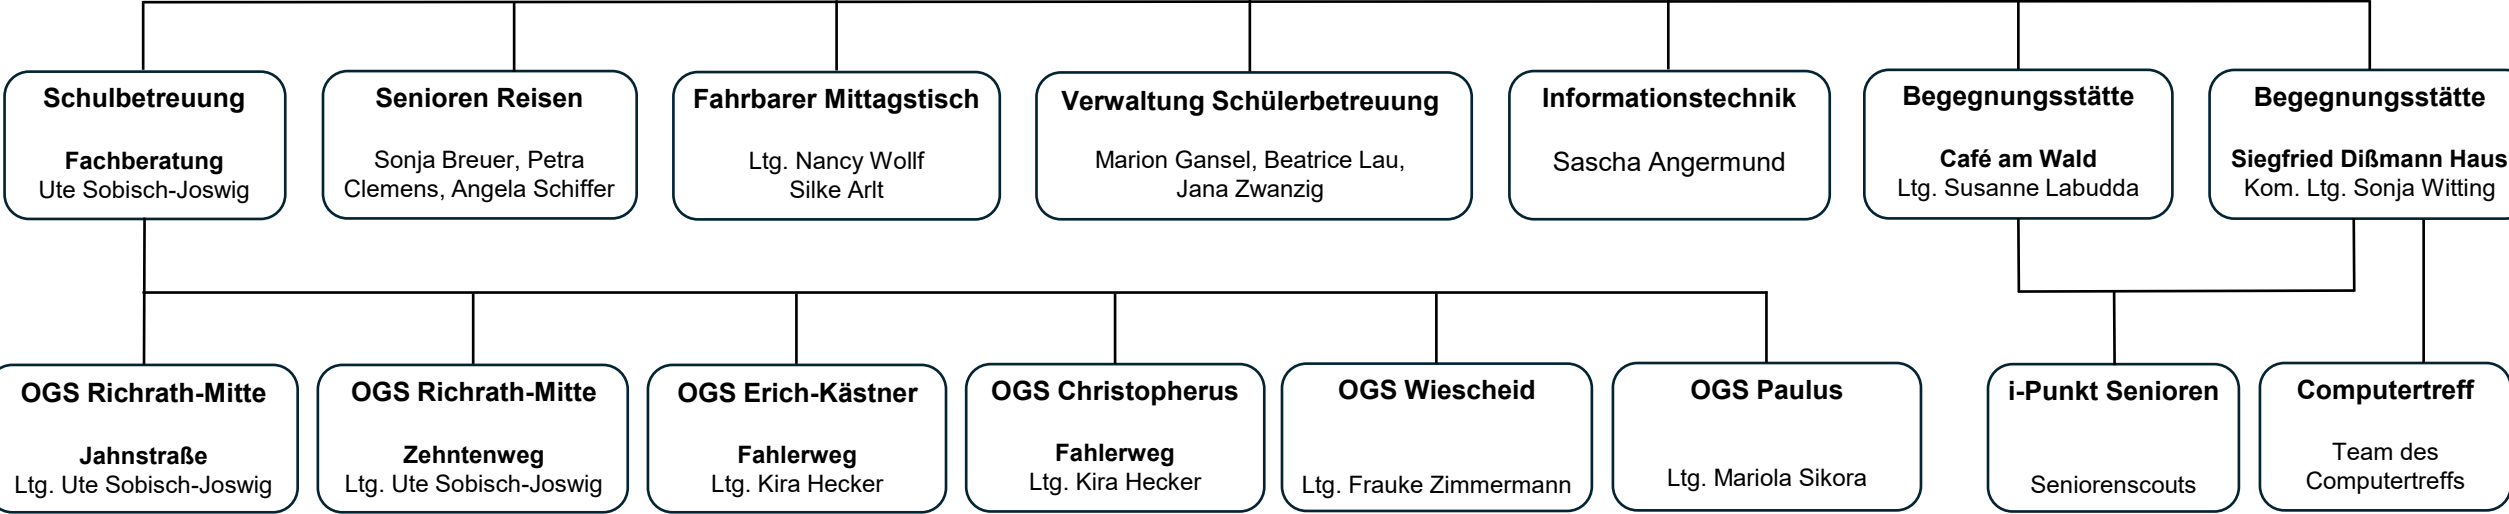 Schulbetreuung
Fachberatung
Ute Sobisch-Joswig
Senioren Reisen
Sonja Breuer, Petra
Clemens, Angela Schiffer
Fahrbarer Mittagstisch
Ltg. Nancy Wollf
Silke Arlt
Verwaltung Schülerbetreuung
Marion Gansel, Beatrice Lau,
Jana Zwanzig
Informationstechnik
Sascha Angermund
Begegnungsstätte
Café am Wald
Ltg. Susanne Labudda
Begegnungsstätte
Siegfried Dißmann Haus
Kom. Ltg. Sonja Witting
OGS Richrath-Mitte
Jahnstraße
Ltg. Ute Sobisch-Joswig
OGS Richrath-Mitte
Zehntenweg
Ltg. Ute Sobisch-Joswig
OGS Erich-Kästner
Fahlerweg
Ltg. Kira Hecker
OGS Christopherus
Fahlerweg
Ltg. Kira Hecker
OGS Wiescheid
Ltg. Frauke Zimmermann
OGS Paulus
Ltg. Mariola Sikora
i-Punkt Senioren
Seniorenscouts
Computertreff
Team des
Computertreffs